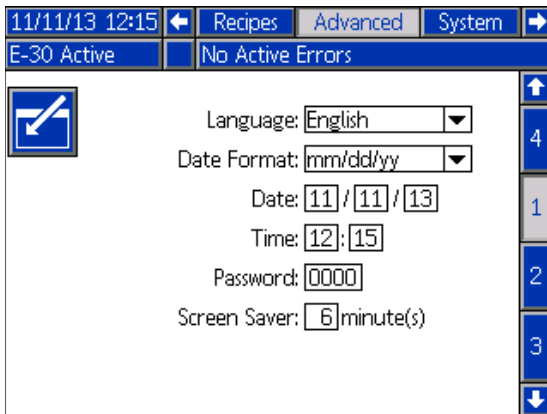 11/11/13 12:15 Recipes Advanced System
E-30 Active No Active Errors
Language: English
4
Date Format: mm/dd/yy
Date: 11 / 11 / 13
1
Time: 12 : 15
Password: 0000
2
Screen Saver: 6 minute(s)
3